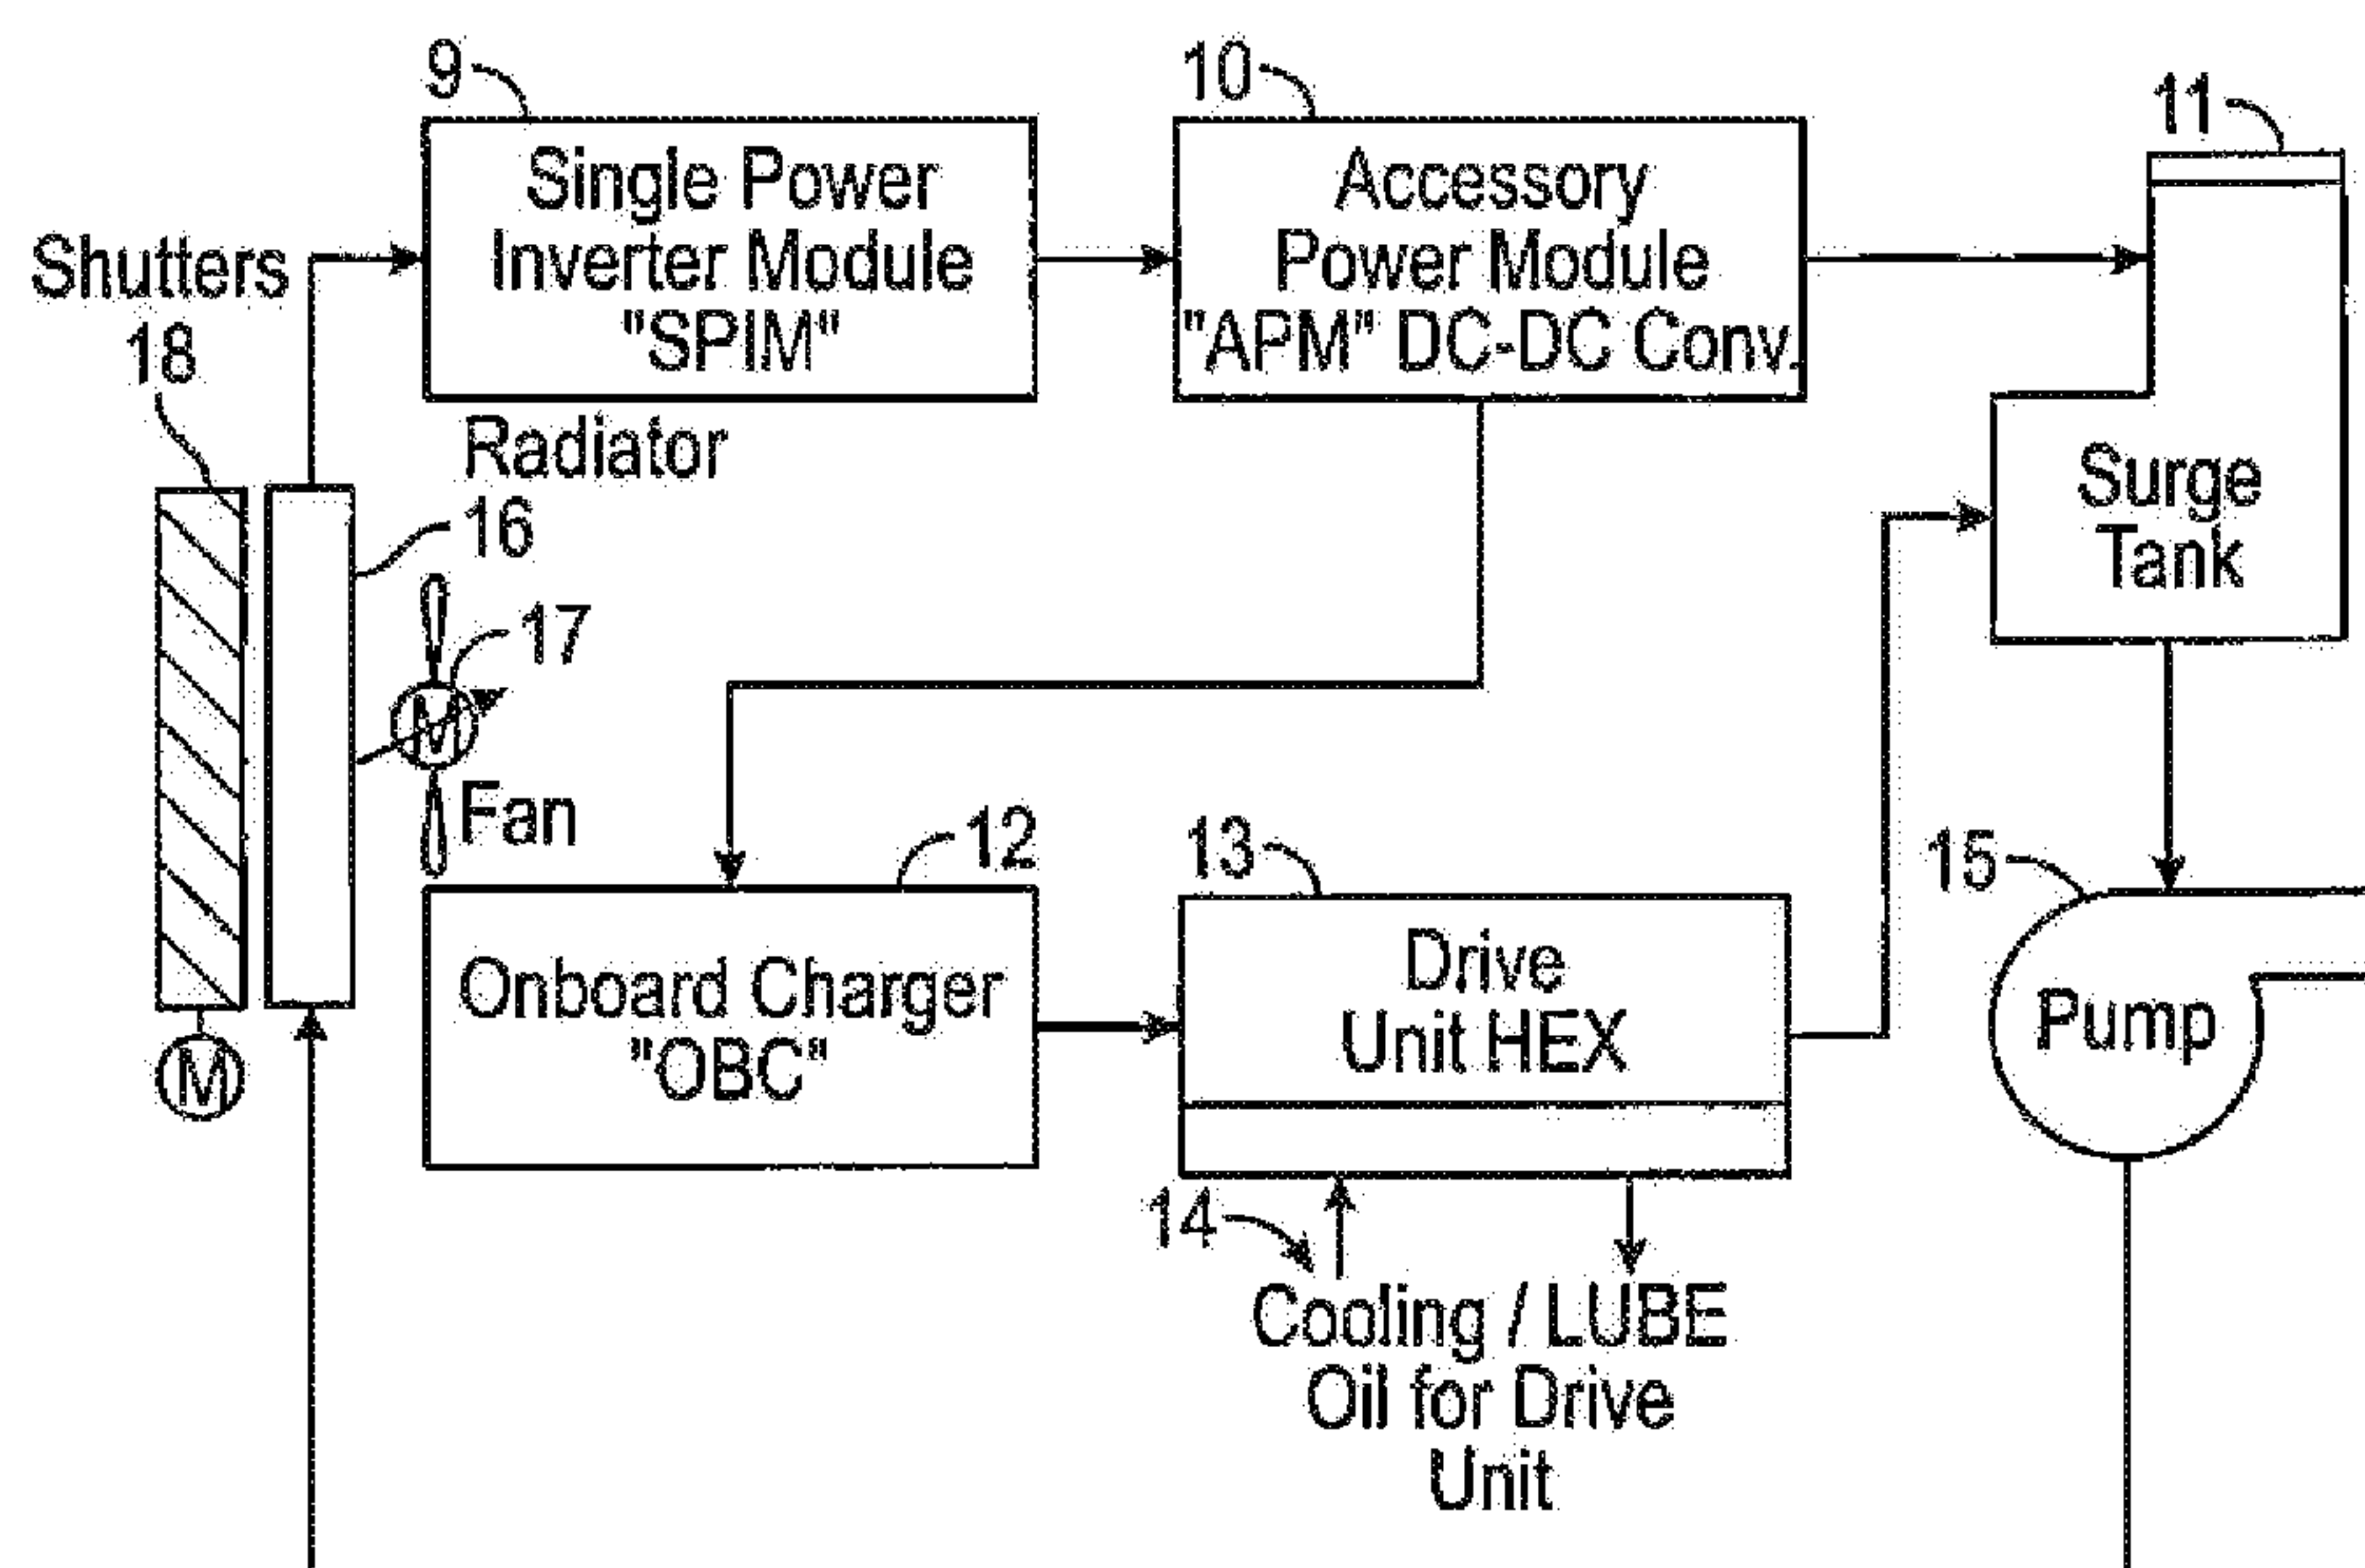 9
10
11
Single Power
Inverter Module
"SPIM"
Accessory
Power Module
"APM" DC-DC Conv.
Shutters
18
Radiator
16
17
M
Fan
Surge
Tank
12
13
15
Onboard Charger
"OBC"
Drive
Unit HEX
Pump
M
14
Cooling / LUBE
Oil for Drive
Unit